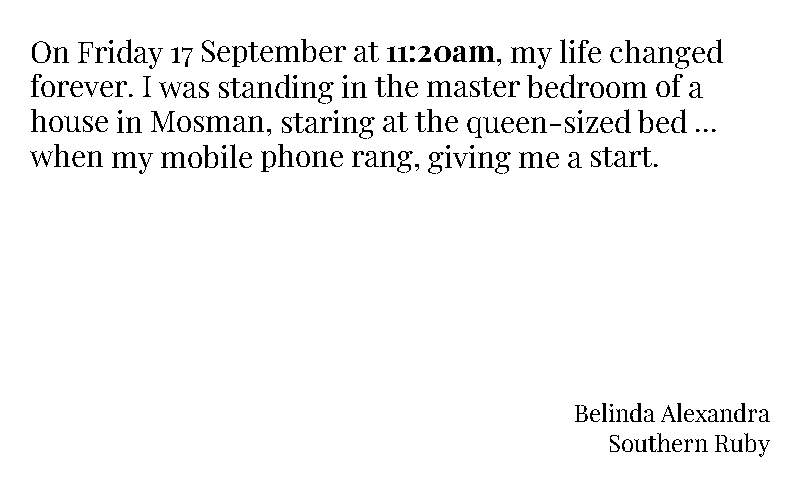 On Friday 17 September at 11:20am, my life changed
forever. I was standing in the master bedroom of a
house in Mosman, staring at the queen-sized bed ...
when my mobile phone rang, giving me a start.
Belinda Alexandra
Southern Ruby